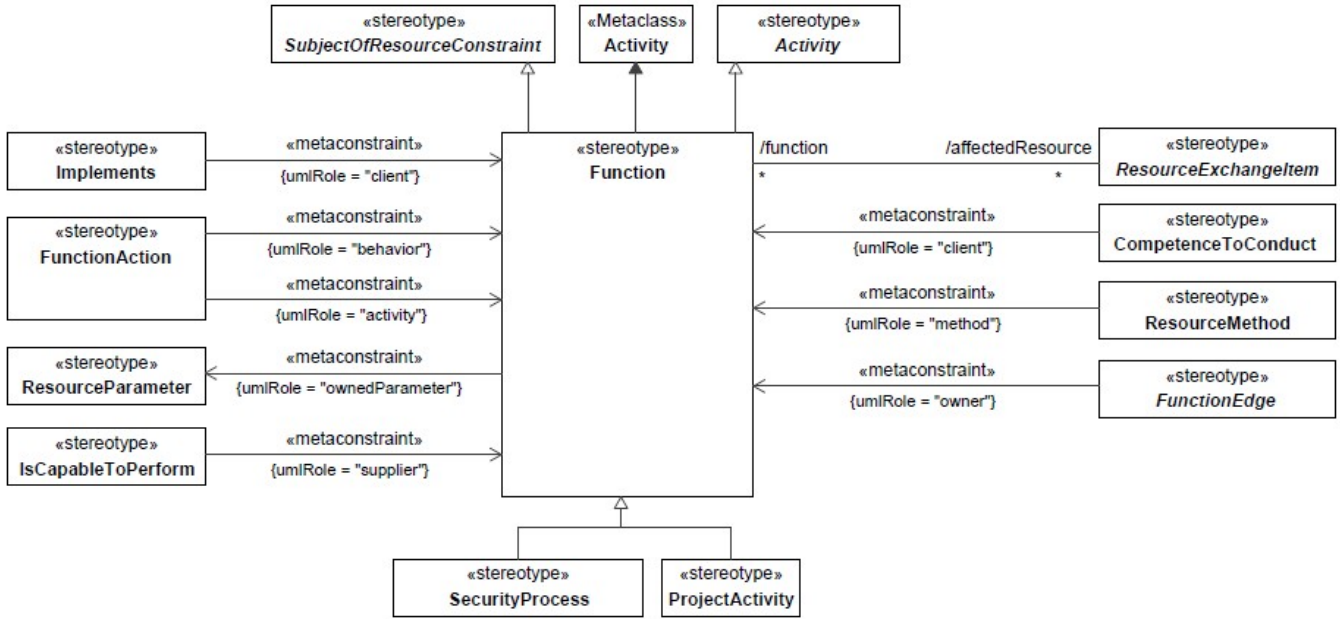 «stereotype»
SubjectOfResourceConstraint
«Metaclass»
Activity
«stereotype»
Activity
«stereotype»
Implements
«metaconstraint»
{umlRole = "client"}
«stereotype»
Function
/function
/affectedResource
*
*
«stereotype»
ResourceExchangeItem
«stereotype»
FunctionAction
«metaconstraint»
{umlRole = "behavior"}
«metaconstraint»
{umlRole = "activity"}
«metaconstraint»
{umlRole = "client"}
«stereotype»
CompetenceToConduct
«metaconstraint»
{umlRole = "method"}
«stereotype»
ResourceMethod
«stereotype»
ResourceParameter
«metaconstraint»
{umlRole = "ownedParameter"}
«metaconstraint»
{umlRole = "owner"}
«stereotype»
FunctionEdge
«stereotype»
IsCapableToPerform
«metaconstraint»
{umlRole = "supplier"}
«stereotype»
SecurityProcess
«stereotype»
ProjectActivity